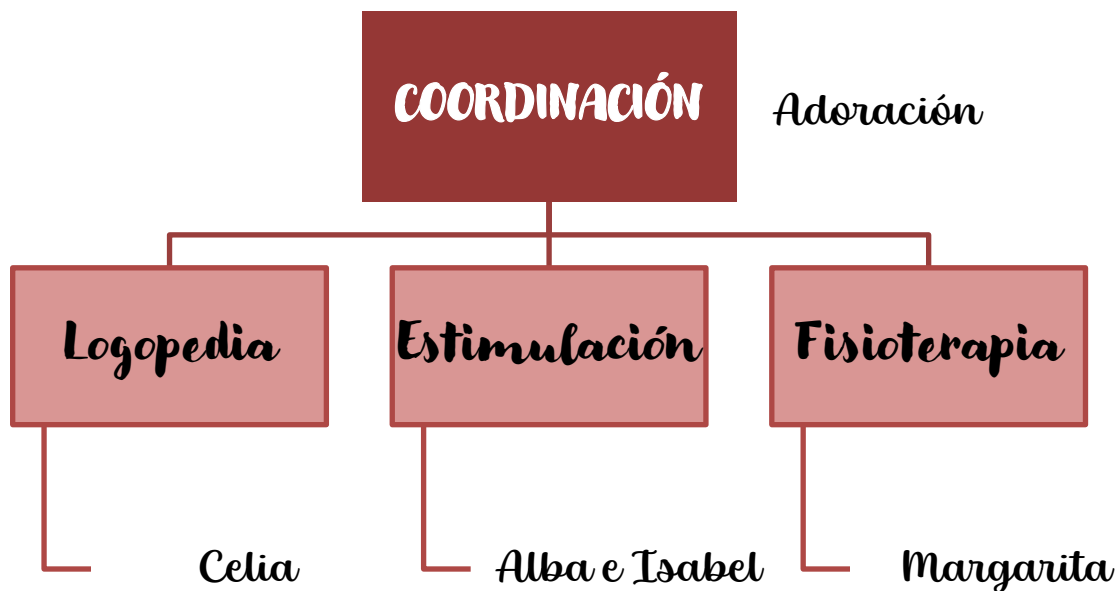 COORDINACIÓN
Adoración
Logopedia
Estimulación
Fisioterapia
Celia
Alba e Isabel
Margarita